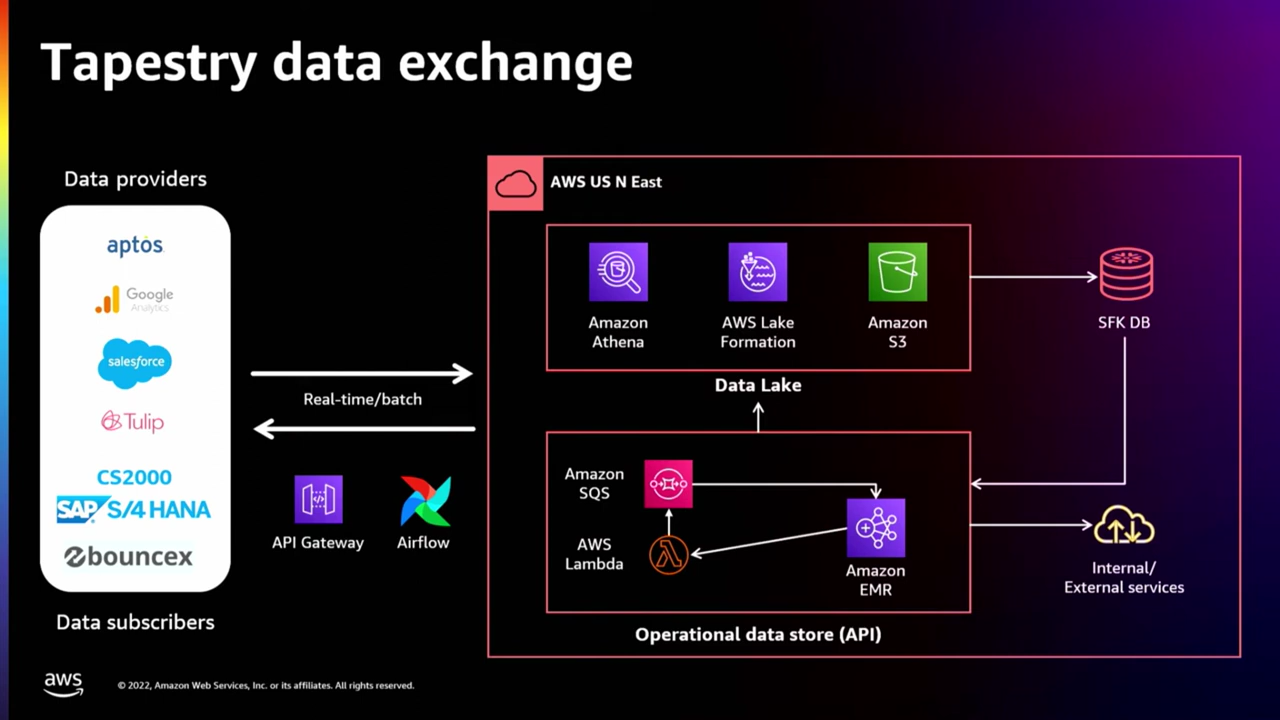 Tapestry data exchange
Data providers
aptos
Google
Analytics
salesforce
Tulip
CS2000
SAP S/4 HANA
bouncex
Data subscribers
Real-time/batch
API Gateway
Airflow
AWS US N East
Amazon
Athena
AWS Lake
Formation
Amazon
S3
Data Lake
SFK DB
Amazon
SQS
AWS
Lambda
Amazon
EMR
Operational data store (API)
Internal/
External services
aws
© 2022, Amazon Web Services, Inc. or its affiliates. All rights reserved.